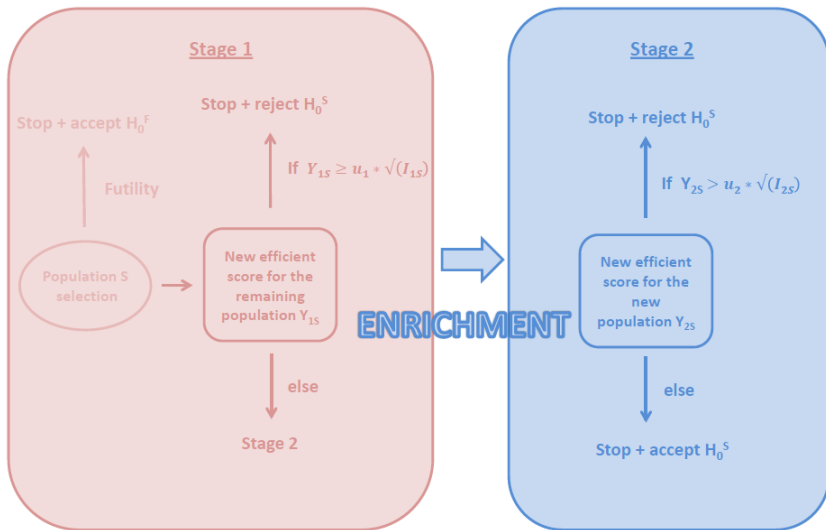 Stage 1
Stop + reject H₀ˢ
Stop + accept H₀ᶠ
If Y₁S ≥ u₁ * √(I₁S)
Futility
Population S
selection
New efficient
score for the
remaining
population Y₁S
else
Stage 2
ENRICHMENT
Stage 2
Stop + reject H₀ˢ
If Y₂S > u₂ * √(I₂S)
New efficient
score for the
new
population Y₂S
else
Stop + accept H₀ˢ